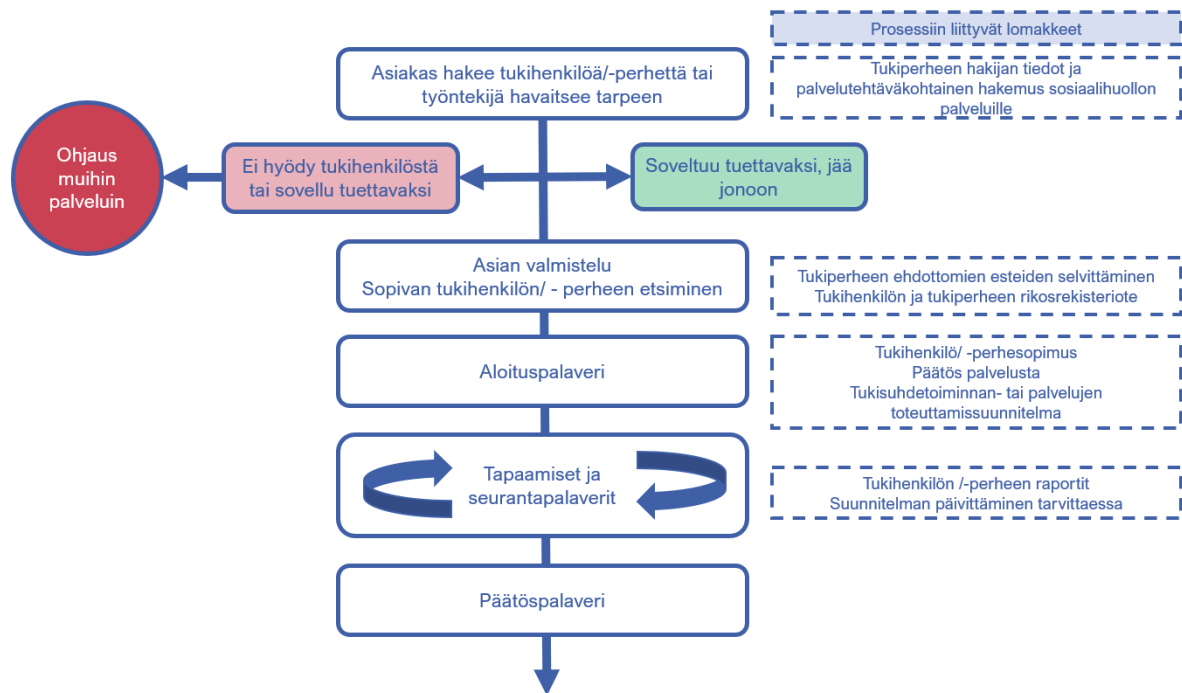 Prosessiin liittyvät lomakkeet
Asiakas hakee tukihenkilöä/-perhettä tai
työntekijä havaitsee tarpeen
Tukiperheen hakijan tiedot ja
palvelutehtäväkohtainen hakemus sosiaalihuollon
palveluille
Ohjaus
muihin
palveluin
Ei hyödy tukihenkilöstä
tai sovellu tuettavaksi
Soveltuu tuettavaksi, jää
jonoon
Asian valmistelu
Sopivan tukihenkilön/ - perheen etsiminen
Tukiperheen ehdottomien esteiden selvittäminen
Tukihenkilön ja tukiperheen rikosrekisteriote
Aloituspalaveri
Tukihenkilö/ -perhesopimus
Päätös palvelusta
Tukisuhdetoiminnan- tai palvelujen
toteuttamissuunnitelma
Tapaamiset ja
seurantapalaverit
Tukihenkilön /-perheen raportit
Suunnitelman päivittäminen tarvittaessa
Päätöspalaveri